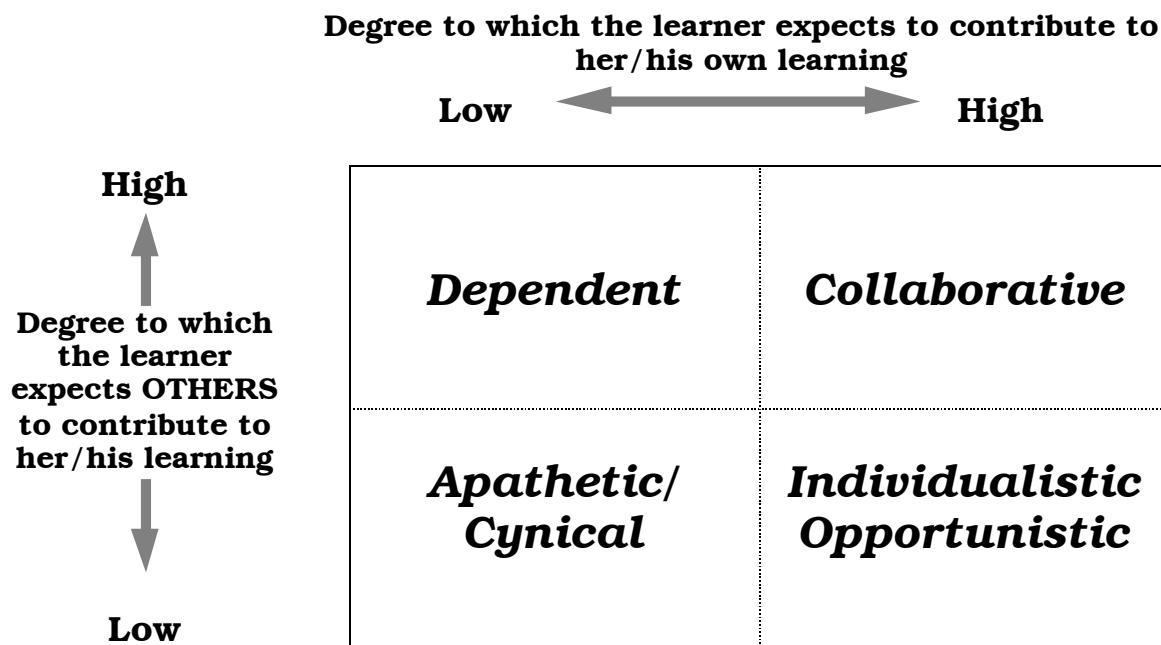 Degree to which the learner expects to contribute to
her/his own learning
Low
High
High
Degree to which
the learner
expects OTHERS
to contribute to
her/his learning
Low
Dependent
Collaborative
Apathetic/
Cynical
Individualistic
Opportunistic